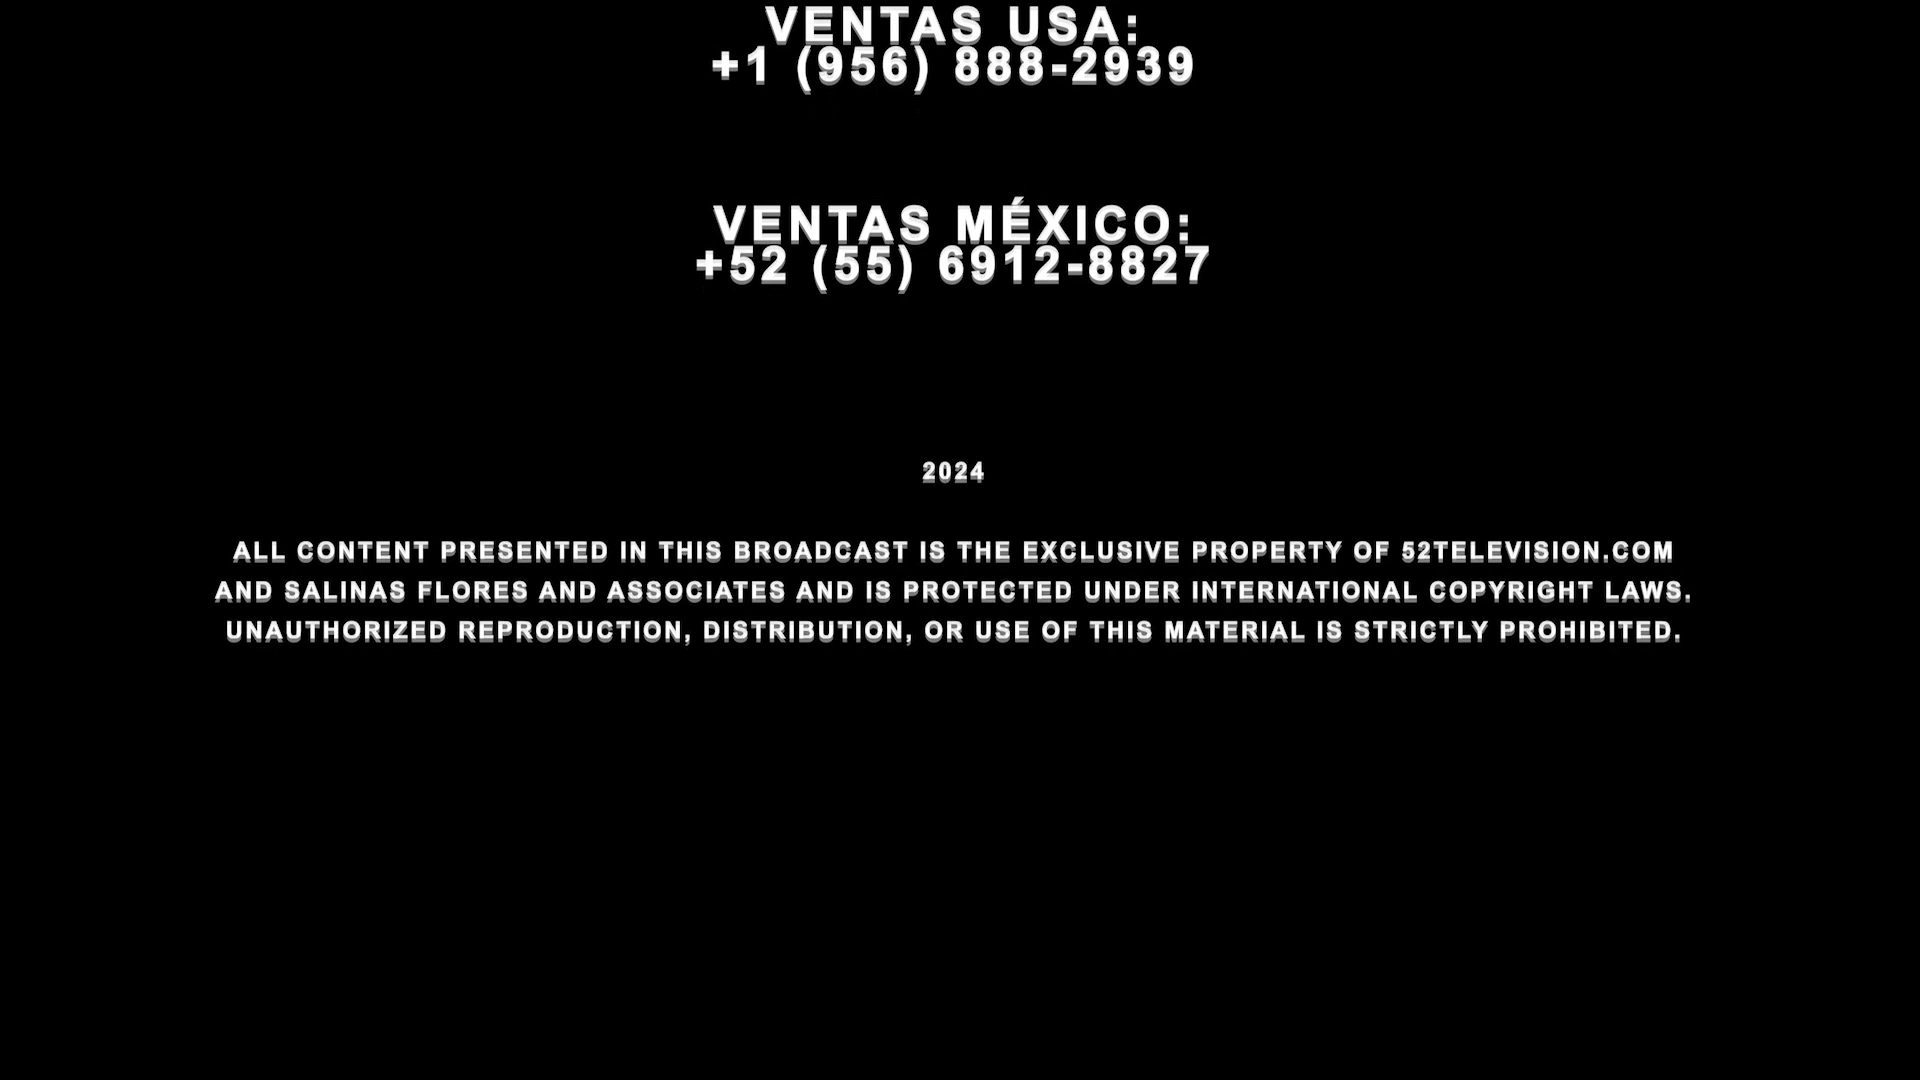 VENTAS USA:
+1 (956) 888-2939
VENTAS MÉXICO:
+52 (55) 6912-8827
2024
ALL CONTENT PRESENTED IN THIS BROADCAST IS THE EXCLUSIVE PROPERTY OF 52TELEVISION.COM
AND SALINAS FLORES AND ASSOCIATES AND IS PROTECTED UNDER INTERNATIONAL COPYRIGHT LAWS.
UNAUTHORIZED REPRODUCTION, DISTRIBUTION, OR USE OF THIS MATERIAL IS STRICTLY PROHIBITED.